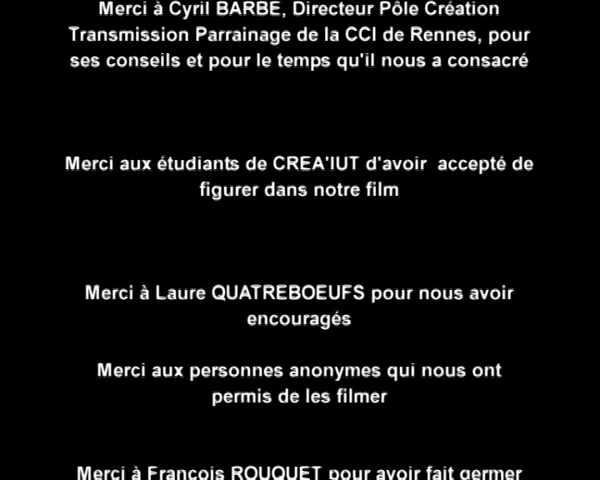 Merci à Cyril BARBE, Directeur Pôle Création
Transmission Parrainage de la CCI de Rennes, pour
ses conseils et pour le temps qu'il nous a consacré
Merci aux étudiants de CREA'IUT d'avoir accepté de
figurer dans notre film
Merci à Laure QUATREBOEUFS pour nous avoir
encouragés
Merci aux personnes anonymes qui nous ont
permis de les filmer
Merci à François ROUQUET pour avoir fait germer